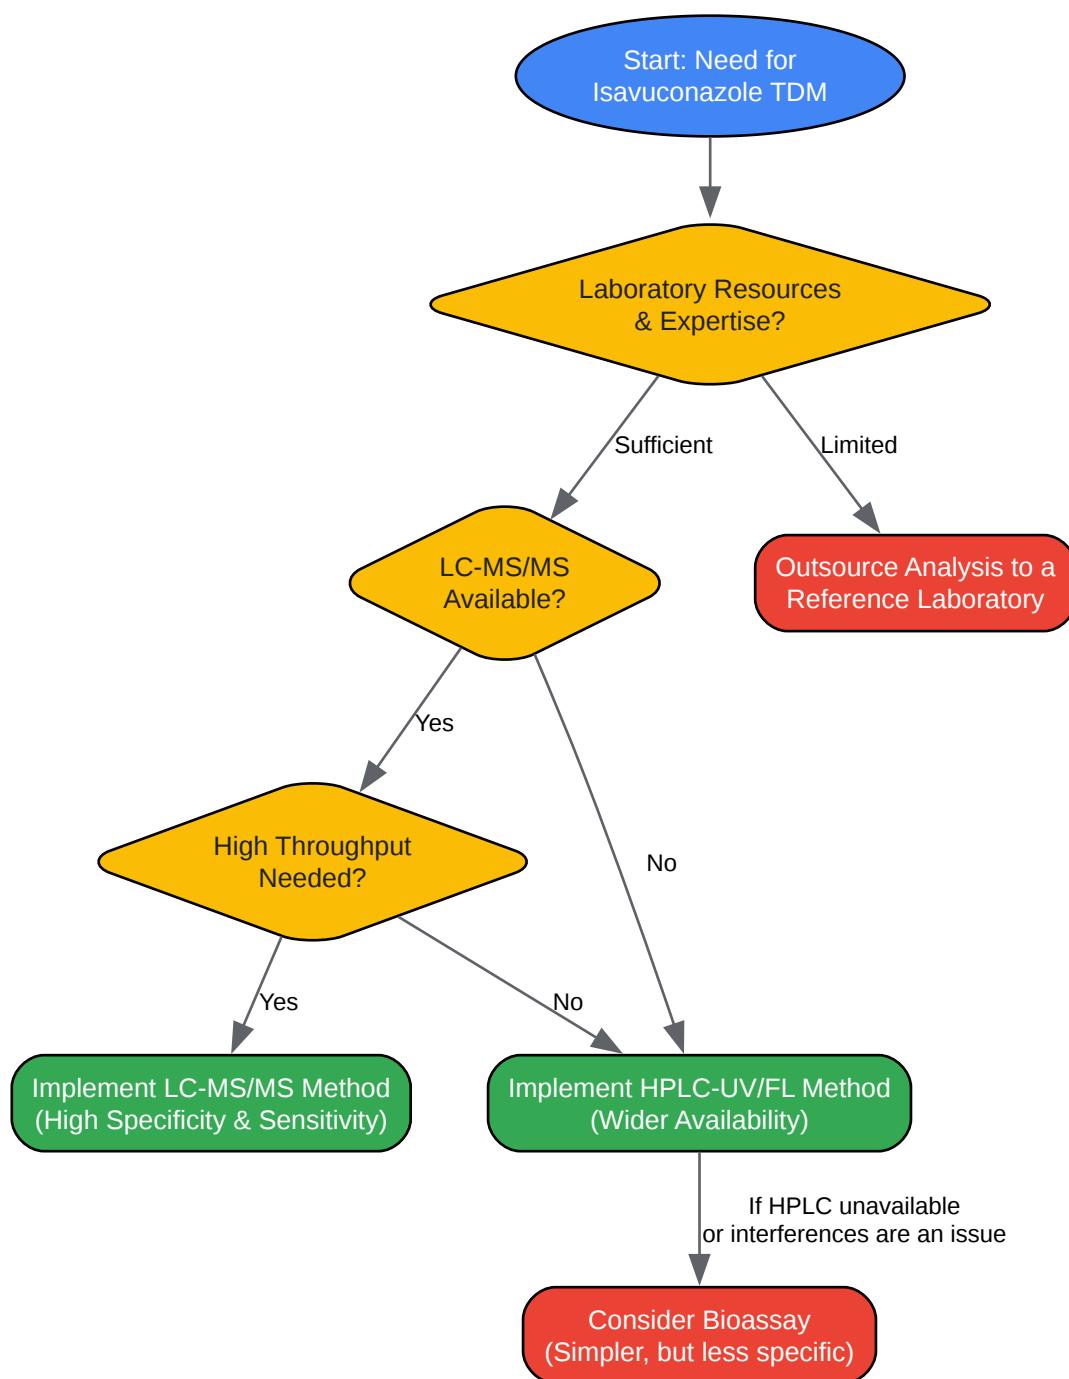 Start: Need for
Isavuconazole TDM
Laboratory Resources
& Expertise?
Sufficient
Limited
LC-MS/MS
Available?
Outsource Analysis to a
Reference Laboratory
Yes
High Throughput
Needed?
No
Yes
No
Implement LC-MS/MS Method
(High Specificity & Sensitivity)
Implement HPLC-UV/FL Method
(Wider Availability)
If HPLC unavailable
or interferences are an issue
Consider Bioassay
(Simpler, but less specific)